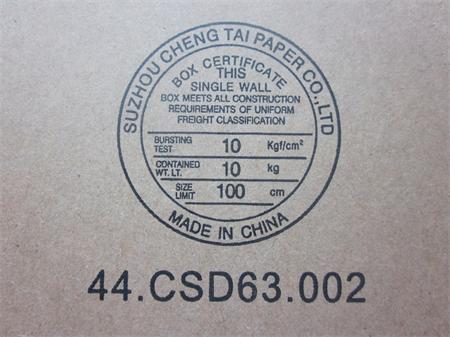 SUZHOU CHENG TAI PAPER CO.,LTD
BOX CERTIFICATE
THIS
SINGLE WALL
BOX MEETS ALL CONSTRUCTION
REQUIREMENTS OF UNIFORM
FREIGHT CLASSIFICATION
BURSTING TEST 10 Kgf/cm²
CONTAINED WT. LT. 10 kg
SIZE LIMIT 100 cm
MADE IN CHINA
44.CSD63.002